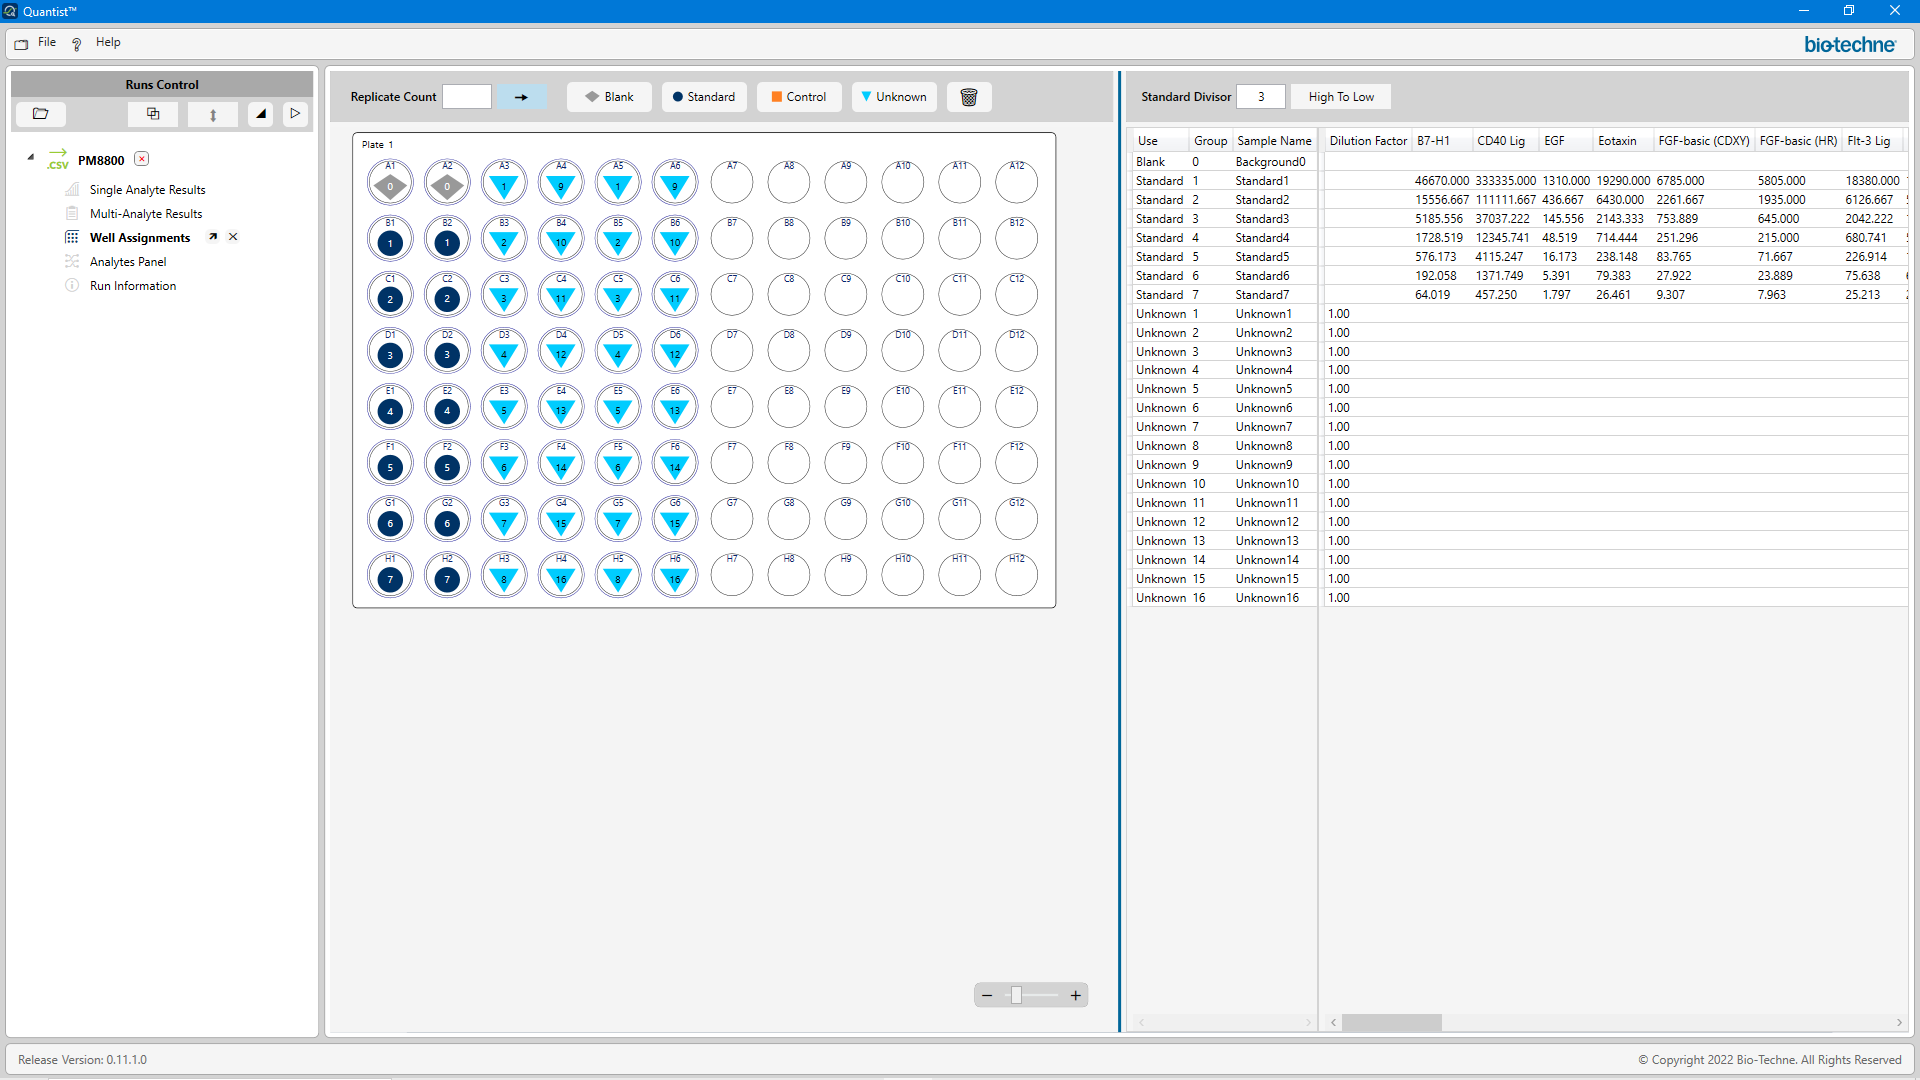 Quantist™
File Help
bio-techne
Runs Control
Replicate Count
Blank
Standard
Control
Unknown
Standard Divisor 3 High To Low
.CSV PM8800
Single Analyte Results
Multi-Analyte Results
Well Assignments
Analytes Panel
Run Information
Plate 1
A1 A2 A3 A4 A5 A6 A7 A8 A9 A10 A11 A12
0 0 1 9 1 9
B1 B2 B3 B4 B5 B6 B7 B8 B9 B10 B11 B12
1 1 2 10 2 10
C1 C2 C3 C4 C5 C6 C7 C8 C9 C10 C11 C12
2 2 3 11 3 11
D1 D2 D3 D4 D5 D6 D7 D8 D9 D10 D11 D12
3 3 4 12 4 12
E1 E2 E3 E4 E5 E6 E7 E8 E9 E10 E11 E12
4 4 5 13 5 13
F1 F2 F3 F4 F5 F6 F7 F8 F9 F10 F11 F12
5 5 6 14 6 14
G1 G2 G3 G4 G5 G6 G7 G8 G9 G10 G11 G12
6 6 7 15 7 15
H1 H2 H3 H4 H5 H6 H7 H8 H9 H10 H11 H12
7 7 8 16 8 16
Use Group Sample Name Dilution Factor B7-H1 CD40 Lig EGF Eotaxin FGF-basic (CDXY) FGF-basic (HR) Flt-3 Lig
Blank 0 Background0
Standard 1 Standard1 46670.000 333335.000 1310.000 19290.000 6785.000 5805.000 18380.000
Standard 2 Standard2 15556.667 111111.667 436.667 6430.000 2261.667 1935.000 6126.667
Standard 3 Standard3 5185.556 37037.222 145.556 2143.333 753.889 645.000 2042.222
Standard 4 Standard4 1728.519 12345.741 48.519 714.444 251.296 215.000 680.741
Standard 5 Standard5 576.173 4115.247 16.173 238.148 83.765 71.667 226.914
Standard 6 Standard6 192.058 1371.749 5.391 79.383 27.922 23.889 75.638
Standard 7 Standard7 64.019 457.250 1.797 26.461 9.307 7.963 25.213
Unknown 1 Unknown1 1.00
Unknown 2 Unknown2 1.00
Unknown 3 Unknown3 1.00
Unknown 4 Unknown4 1.00
Unknown 5 Unknown5 1.00
Unknown 6 Unknown6 1.00
Unknown 7 Unknown7 1.00
Unknown 8 Unknown8 1.00
Unknown 9 Unknown9 1.00
Unknown 10 Unknown10 1.00
Unknown 11 Unknown11 1.00
Unknown 12 Unknown12 1.00
Unknown 13 Unknown13 1.00
Unknown 14 Unknown14 1.00
Unknown 15 Unknown15 1.00
Unknown 16 Unknown16 1.00
Release Version: 0.11.1.0
© Copyright 2022 Bio-Techne. All Rights Reserved